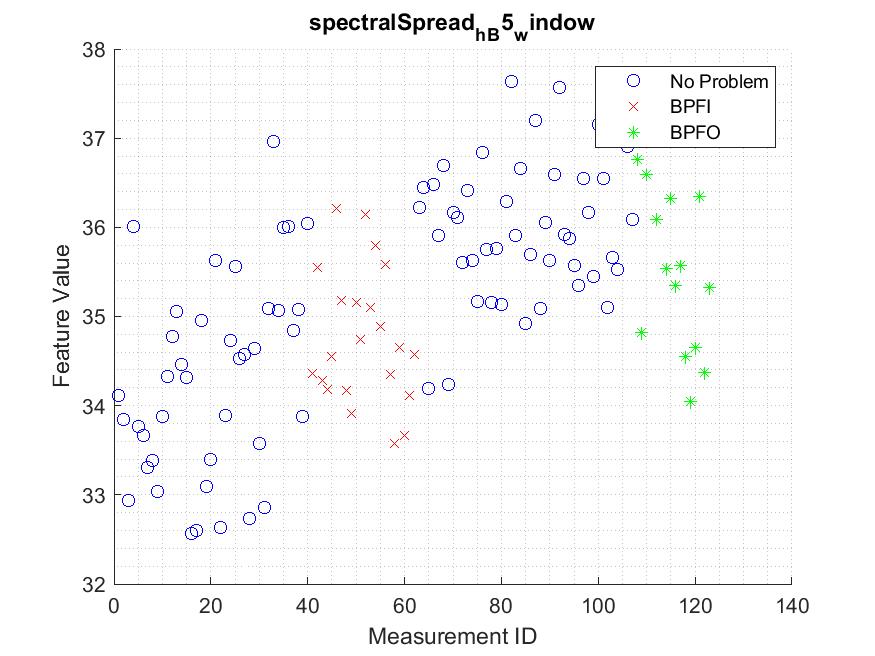 spectralSpread_hB5_window
38
37
36
35
34
33
32
0 20 40 60 80 100 120 140
Feature Value
Measurement ID
No Problem
BPFI
BPFO